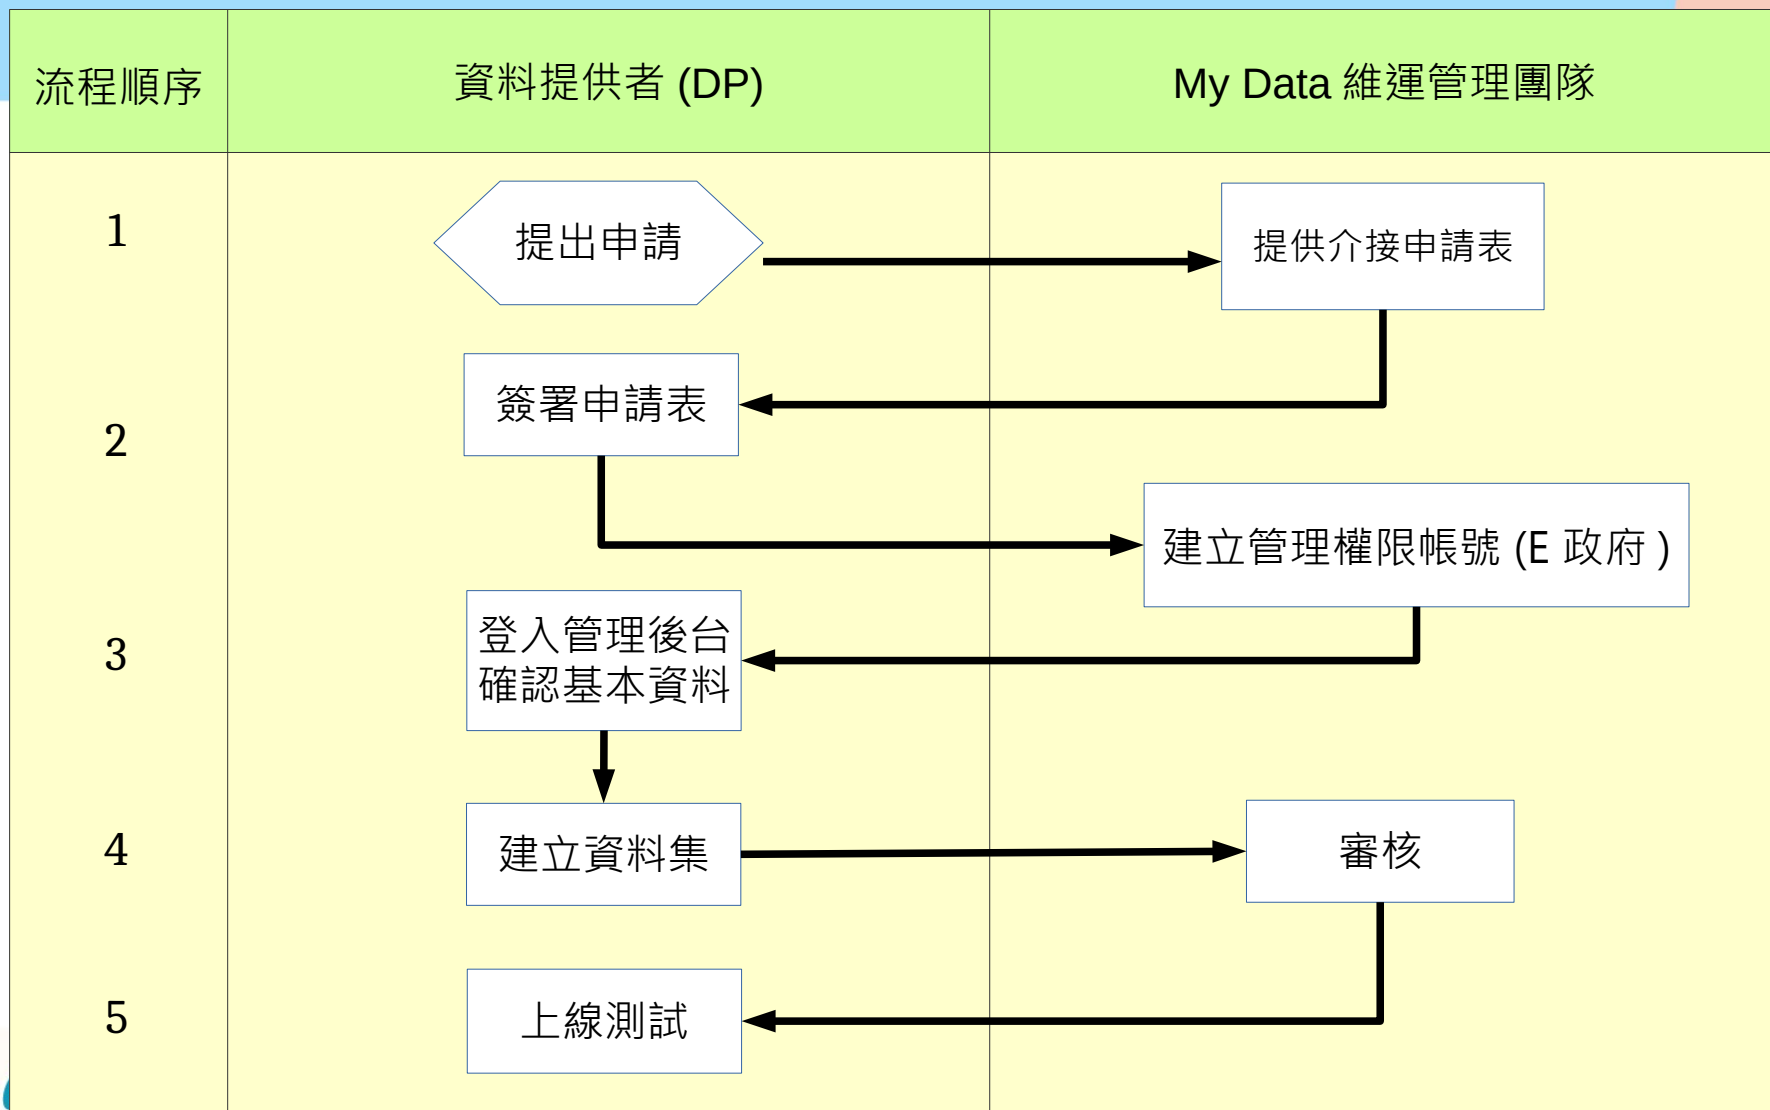 流程順序
資料提供者 (DP)
My Data 維運管理團隊
1
提出申請
提供介接申請表
2
簽署申請表
建立管理權限帳號 (E 政府 )
3
登入管理後台
確認基本資料
4
建立資料集
審核
5
上線測試